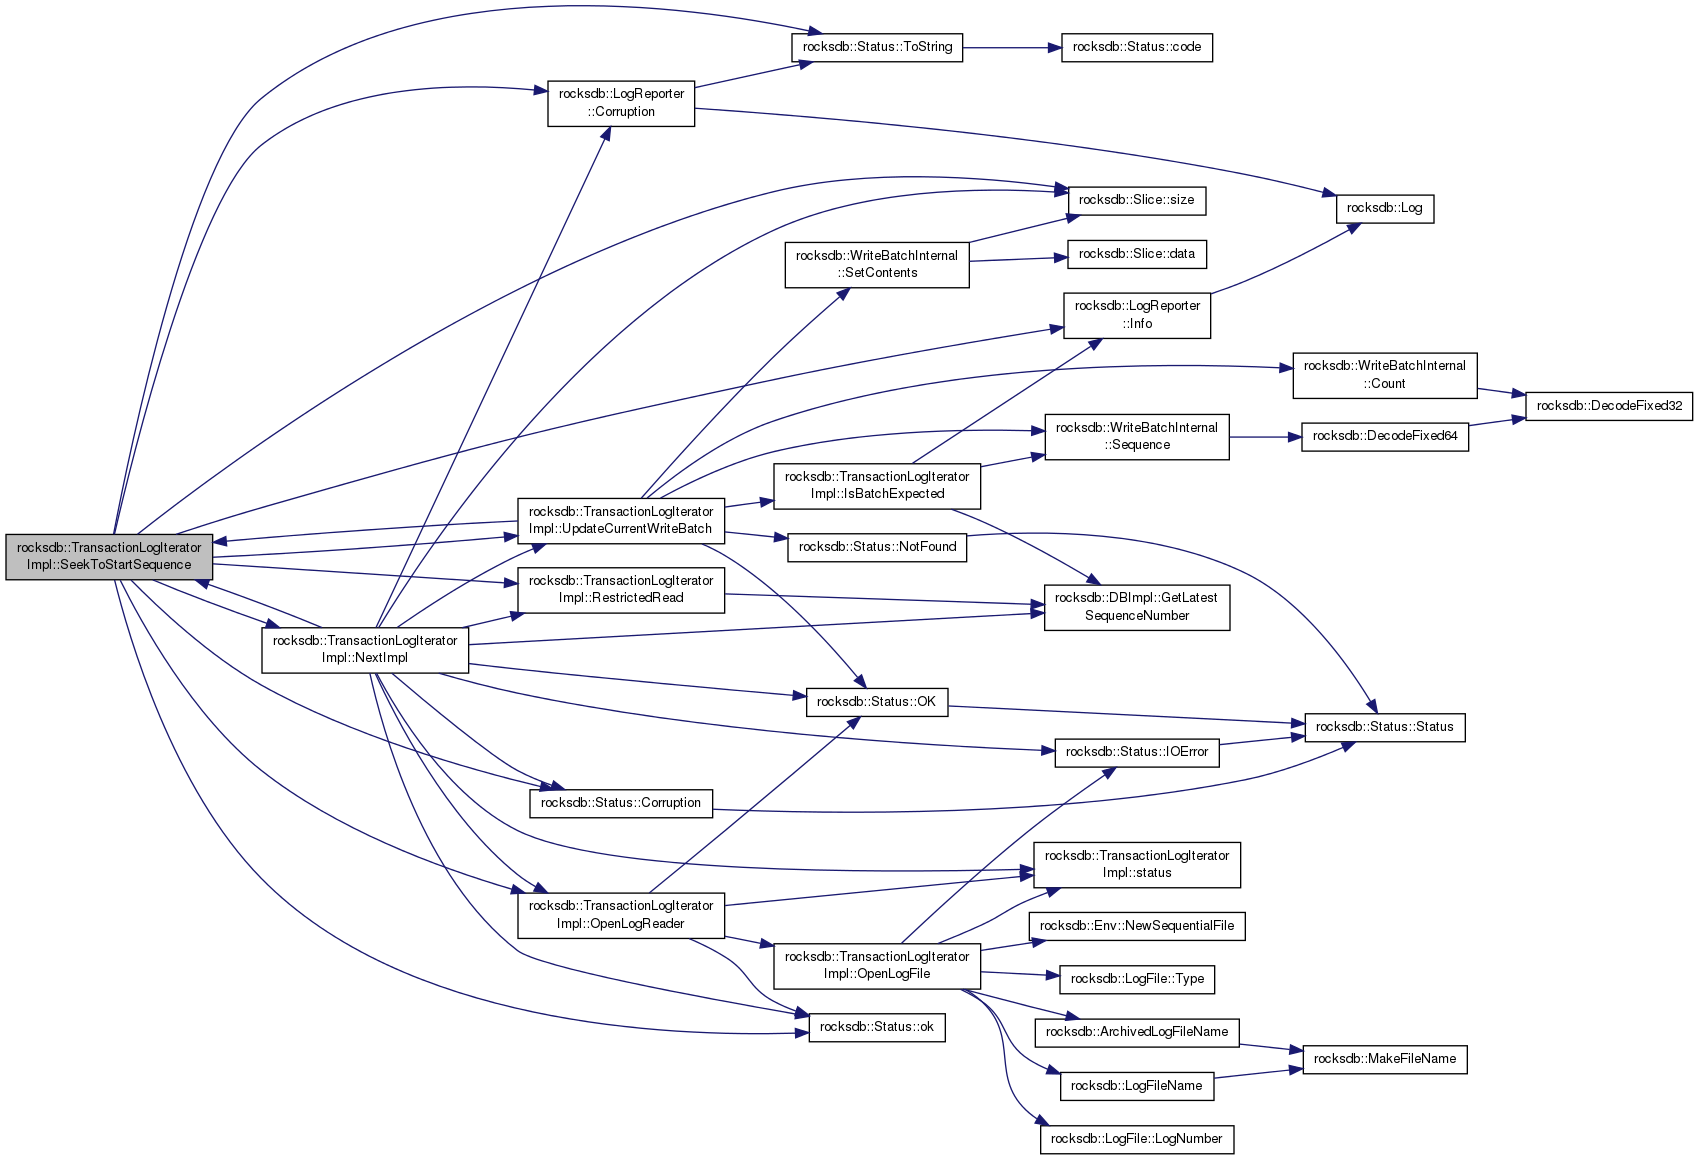 rocksdb::Status::ToString
rocksdb::Status::code
rocksdb::LogReporter
::Corruption
rocksdb::Slice::size
rocksdb::Log
rocksdb::WriteBatchInternal
::SetContents
rocksdb::Slice::data
rocksdb::LogReporter
::Info
rocksdb::WriteBatchInternal
::Count
rocksdb::DecodeFixed32
rocksdb::WriteBatchInternal
::Sequence
rocksdb::DecodeFixed64
rocksdb::TransactionLogIterator
Impl::IsBatchExpected
rocksdb::TransactionLogIterator
Impl::UpdateCurrentWriteBatch
rocksdb::TransactionLogIterator
Impl::SeekToStartSequence
rocksdb::Status::NotFound
rocksdb::TransactionLogIterator
Impl::RestrictedRead
rocksdb::DBImpl::GetLatest
SequenceNumber
rocksdb::TransactionLogIterator
Impl::NextImpl
rocksdb::Status::OK
rocksdb::Status::Status
rocksdb::Status::IOError
rocksdb::Status::Corruption
rocksdb::TransactionLogIterator
Impl::status
rocksdb::TransactionLogIterator
Impl::OpenLogReader
rocksdb::Env::NewSequentialFile
rocksdb::TransactionLogIterator
Impl::OpenLogFile
rocksdb::LogFile::Type
rocksdb::Status::ok
rocksdb::ArchivedLogFileName
rocksdb::MakeFileName
rocksdb::LogFileName
rocksdb::LogFile::LogNumber